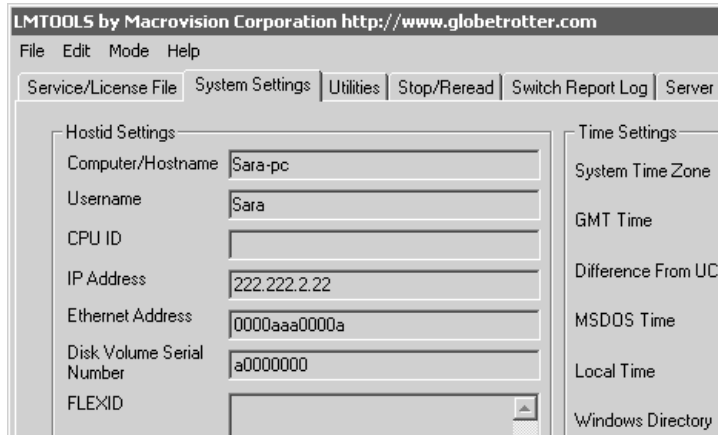 LMTOOLS by Macrovision Corporation http://www.globetrotter.com
File Edit Mode Help
Service/License File System Settings Utilities Stop/Reread Switch Report Log Server
Hostid Settings
Computer/Hostname Sara-pc
Username Sara
CPU ID
IP Address 222.222.2.22
Ethernet Address 0000aaa0000a
Disk Volume Serial
Number a0000000
FLEXID
Time Settings
System Time Zone
GMT Time
Difference From UC
MSDOS Time
Local Time
Windows Directory